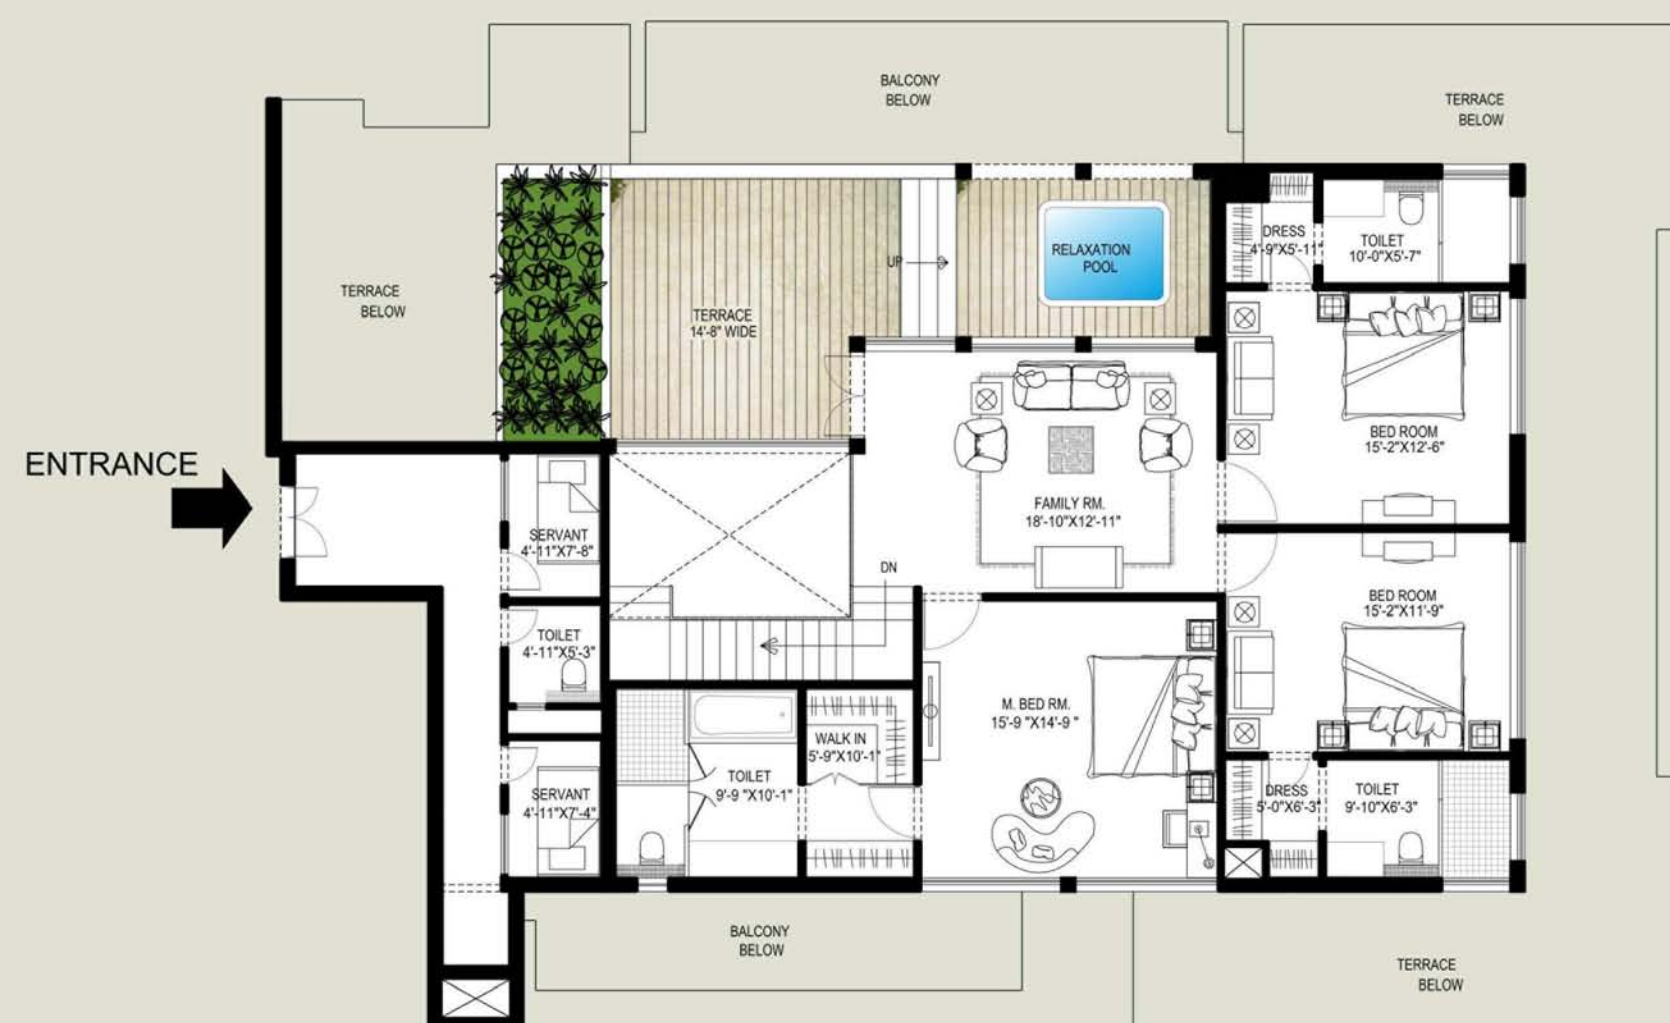 BALCONY
BELOW
TERRACE
BELOW
DRESS
4'-9"X5'-11"
TOILET
10'-0"X5'-7"
RELAXATION
POOL
UP
TERRACE
BELOW
TERRACE
14'-8" WIDE
BED ROOM
15'-2"X12'-6"
ENTRANCE
FAMILY RM.
18'-10"X12'-11"
SERVANT
4'-11"X7'-8"
DN
BED ROOM
15'-2"X11'-9"
TOILET
4'-11"X5'-3"
M. BED RM.
15'-9 "X14'-9 "
WALK IN
5'-9"X10'-1"
TOILET
9'-9 "X10'-1"
SERVANT
4'-11"X7'-4"
DRESS
5'-0"X6'-3"
TOILET
9'-10"X6'-3"
BALCONY
BELOW
TERRACE
BELOW